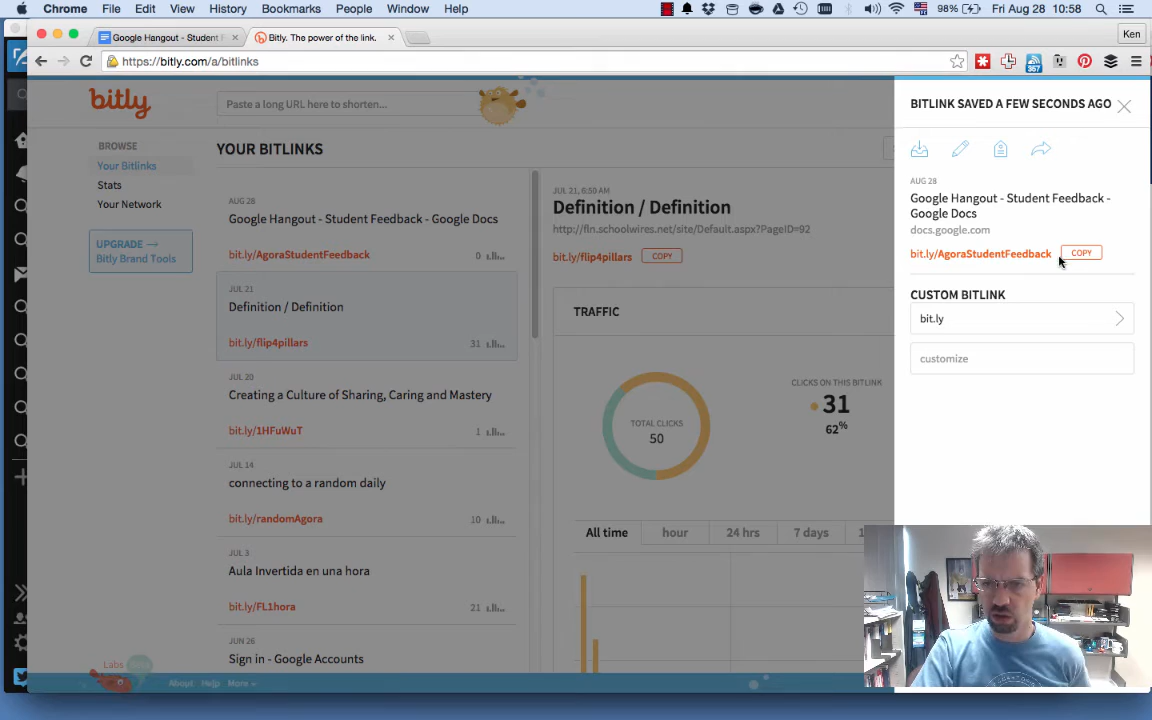 Chrome File Edit View History Bookmarks People Window Help 98% Fri Aug 28 10:58
Google Hangout - Student F
Bitly. The power of the link.
Ken
https://bitly.com/a/bitlinks
367
bitly
Paste a long URL here to shorten...
BROWSE
Your Bitlinks
Stats
Your Network
UPGRADE →
Bitly Brand Tools
YOUR BITLINKS
AUG 28
Google Hangout - Student Feedback - Google Docs
bit.ly/AgoraStudentFeedback 0
JUL 21
Definition / Definition
bit.ly/flip4pillars 31
JUL 20
Creating a Culture of Sharing, Caring and Mastery
bit.ly/1HFuWuT 1
JUL 14
connecting to a random daily
bit.ly/randomAgora 10
JUL 3
Aula Invertida en una hora
bit.ly/FL1hora 21
JUN 26
Sign in - Google Accounts
JUL 21, 6:50 AM
Definition / Definition
http://fln.schoolwires.net/site/Default.aspx?PageID=92
bit.ly/flip4pillars COPY
TRAFFIC
TOTAL CLICKS
50
CLICKS ON THIS BITLINK
31
62%
All time hour 24 hrs 7 days
BITLINK SAVED A FEW SECONDS AGO
AUG 28
Google Hangout - Student Feedback -
Google Docs
docs.google.com
bit.ly/AgoraStudentFeedback COPY
CUSTOM BITLINK
bit.ly
customize
Labs
About Help More